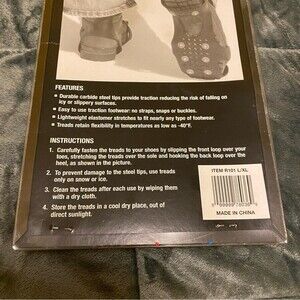 FEATURES
• Durable carbide steel tips provide traction reducing the risk of falling on
icy or slippery surfaces.
• Easy to use traction footwear: no straps, snaps or buckles.
• Lightweight elastomer stretches to fit nearly any type of footwear.
• Treads retain flexibility in temperatures as low as -40°F.
INSTRUCTIONS
1. Carefully fasten the treads to your shoes by slipping the front loop over your
toes, stretching the treads over the sole and hooking the back loop over the
heel, as shown in the picture.
2. To prevent damage to the steel tips, use treads
only on snow or ice.
3. Clean the treads after each use by wiping them
with a dry cloth.
4. Store the treads in a cool dry place, out of
direct sunlight.
ITEM R101 L/XL
MADE IN CHINA